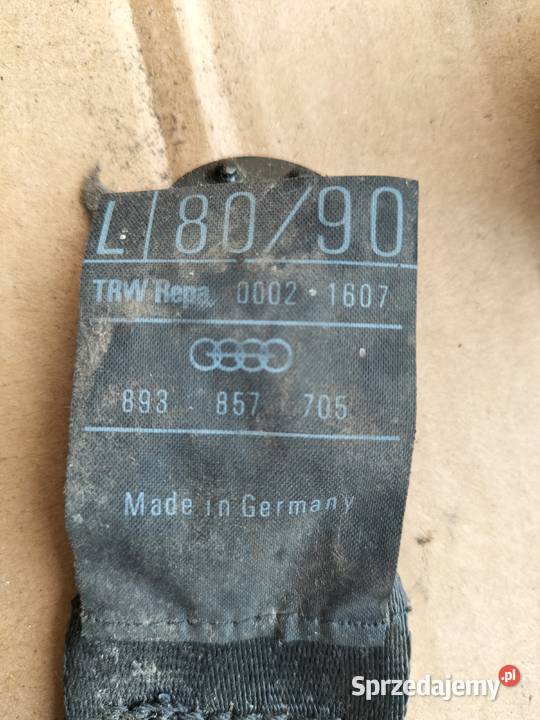 L/80/90
TRW Repa. 0002 · 1607
893 857 705
Made in Germany
Sprzedajemy.pl